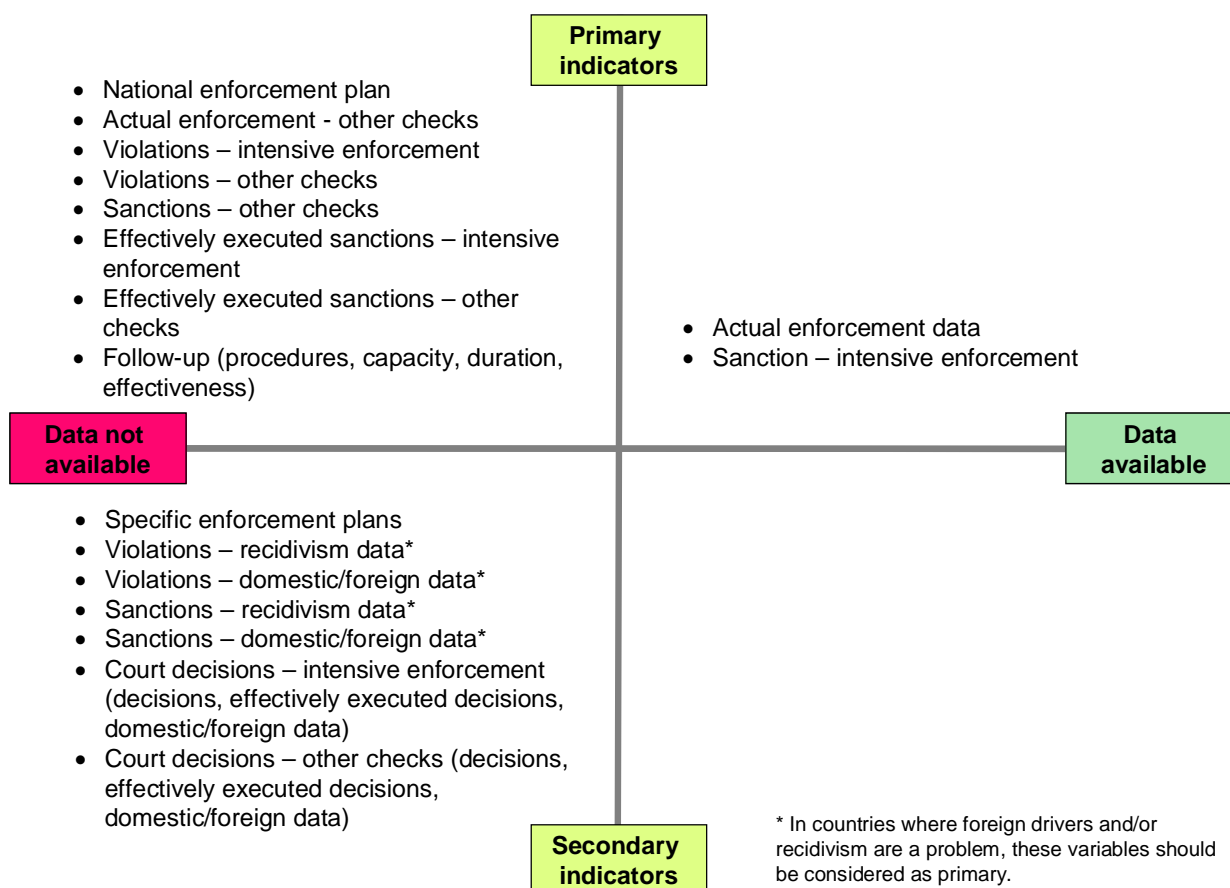 Primary
indicators
• National enforcement plan
• Actual enforcement - other checks
• Violations – intensive enforcement
• Violations – other checks
• Sanctions – other checks
• Effectively executed sanctions – intensive
enforcement
• Effectively executed sanctions – other
checks
• Follow-up (procedures, capacity, duration,
effectiveness)
• Actual enforcement data
• Sanction – intensive enforcement
Data not
available
Data
available
• Specific enforcement plans
• Violations – recidivism data*
• Violations – domestic/foreign data*
• Sanctions – recidivism data*
• Sanctions – domestic/foreign data*
• Court decisions – intensive enforcement
(decisions, effectively executed decisions,
domestic/foreign data)
• Court decisions – other checks (decisions,
effectively executed decisions,
domestic/foreign data)
Secondary
indicators
* In countries where foreign drivers and/or
recidivism are a problem, these variables should
be considered as primary.